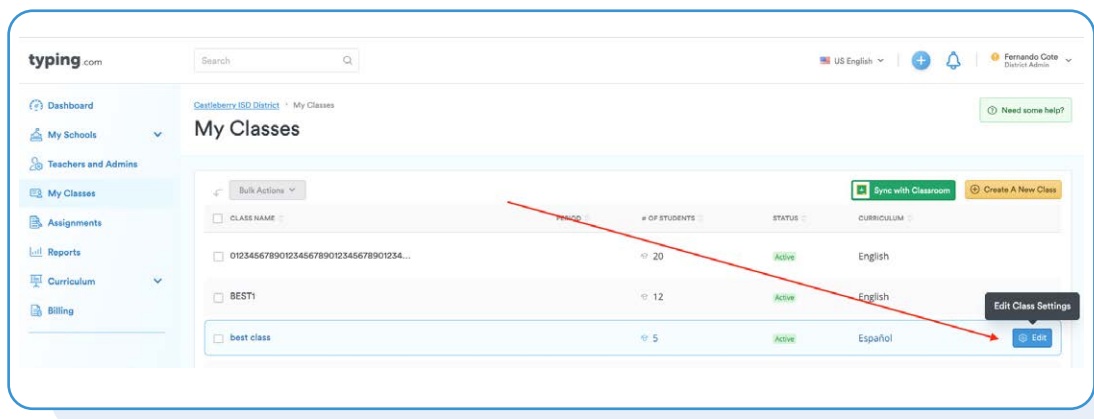 typing.com
Search
US English
Fernando Cote
District Admin
Dashboard
My Schools
Teachers and Admins
My Classes
Assignments
Reports
Curriculum
Billing
Castleberry ISD District My Classes
Need some help?
My Classes
Bulk Actions
Sync with Classroom
Create A New Class
CLASS NAME PERIOD # OF STUDENTS STATUS CURRICULUM
0123456789012345678901234567890 1234... 20 Active English
BEST1 12 Active English
Edit Class Settings
best class 5 Active Español Edit